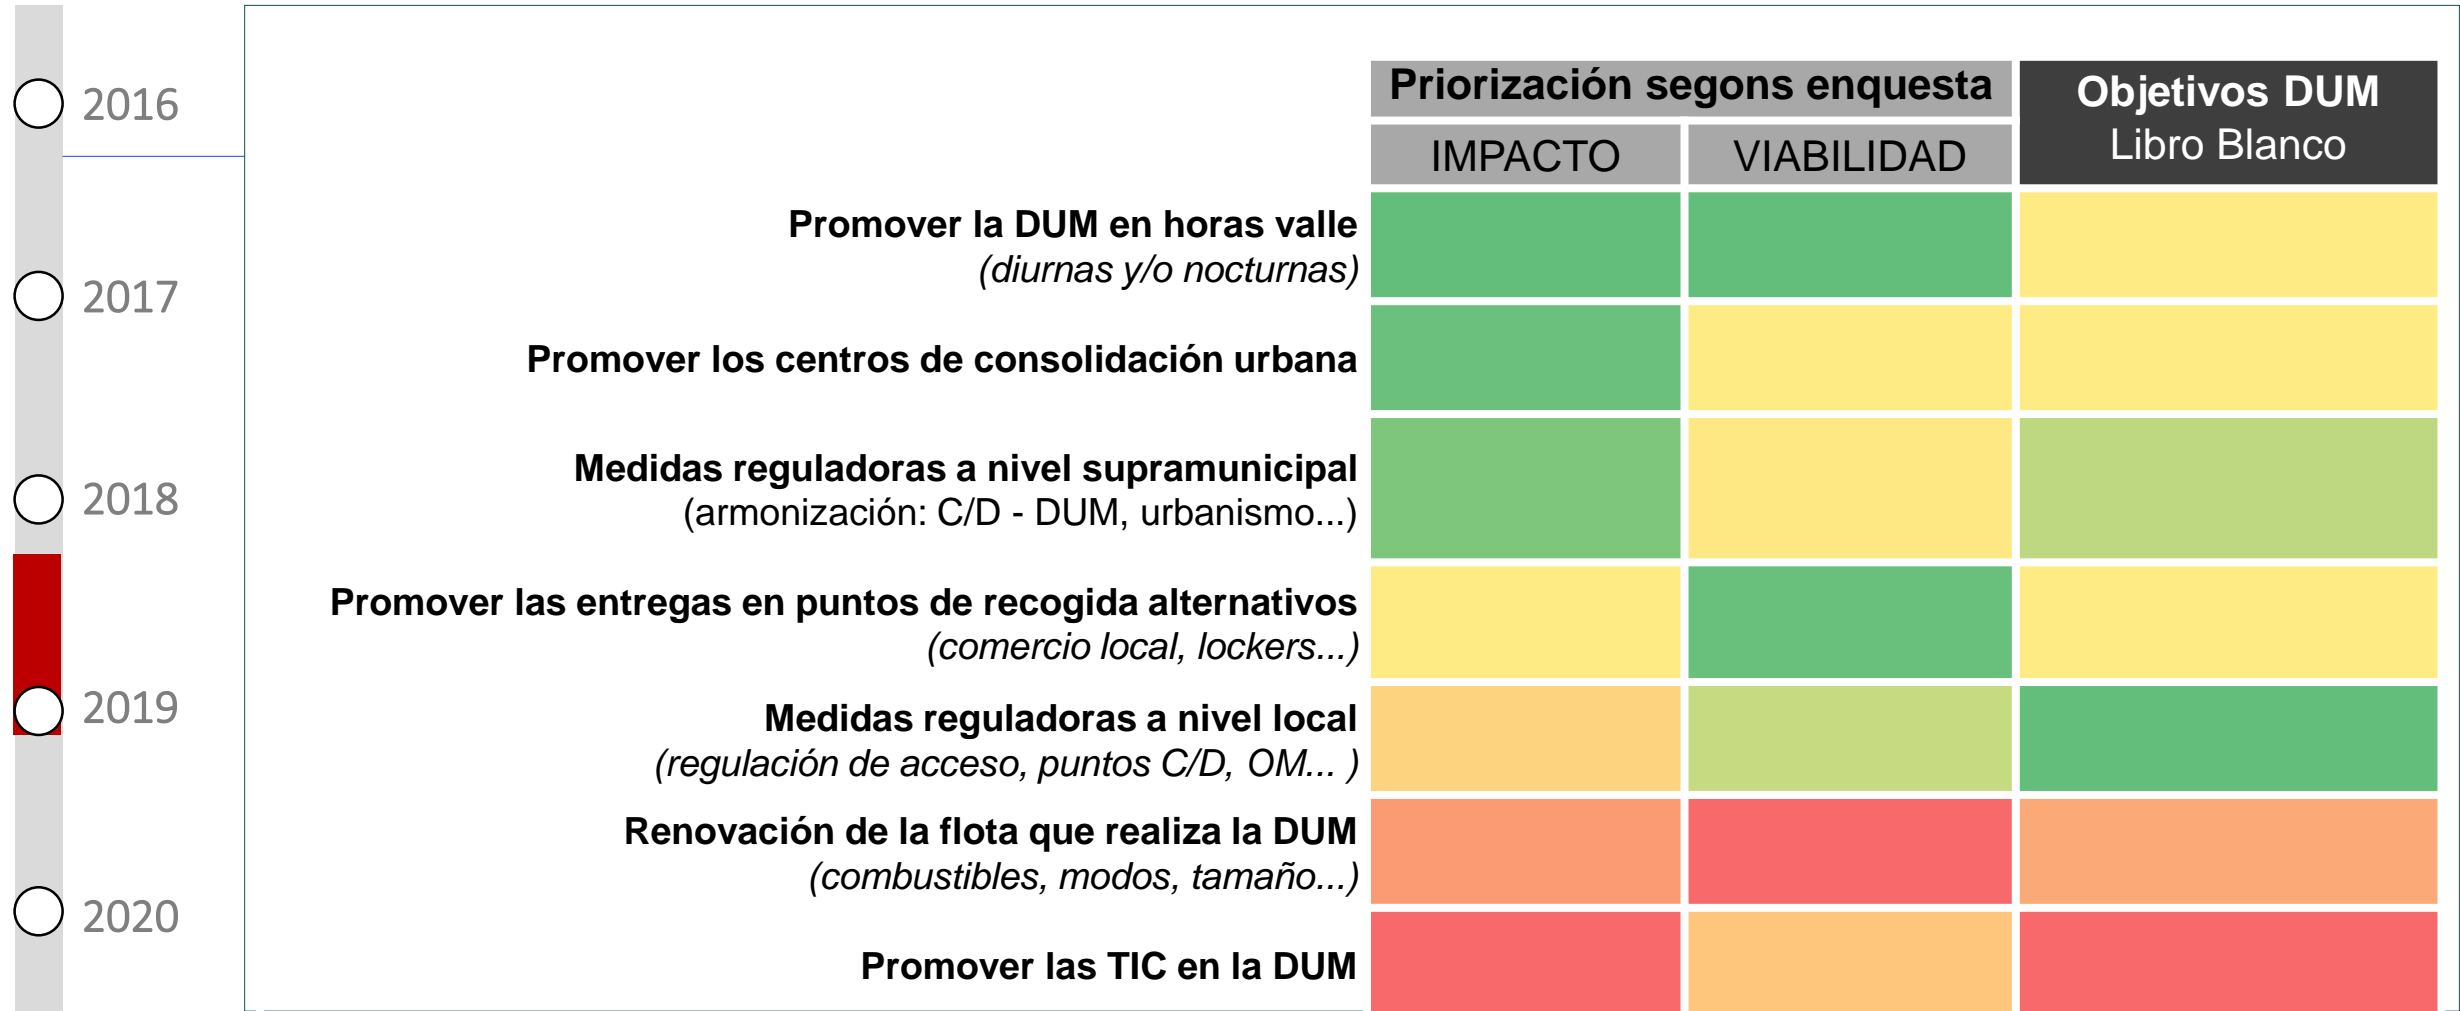 2016
2017
2018
2019
2020
Priorización segons enquesta
Objetivos DUM
Libro Blanco
IMPACTO
VIABILIDAD
Promover la DUM en horas valle
(diurnas y/o nocturnas)
Promover los centros de consolidación urbana
Medidas reguladoras a nivel supramunicipal
(armonización: C/D - DUM, urbanismo...)
Promover las entregas en puntos de recogida alternativos
(comercio local, lockers...)
Medidas reguladoras a nivel local
(regulación de acceso, puntos C/D, OM... )
Renovación de la flota que realiza la DUM
(combustibles, modos, tamaño...)
Promover las TIC en la DUM